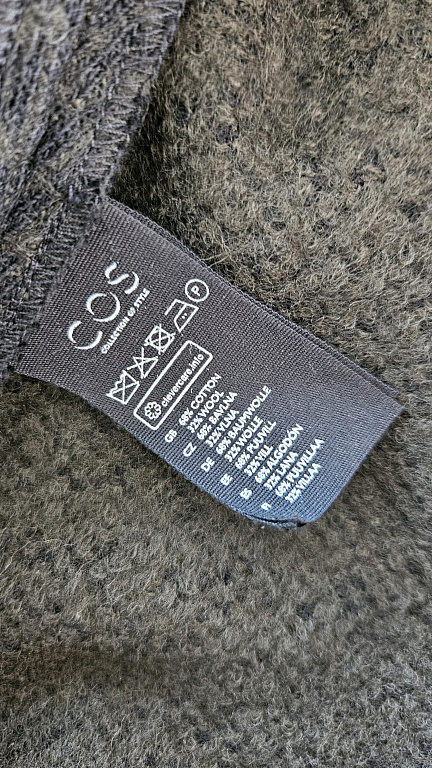 COS
COLLECTION OF STYLE
P
clevercare.info
GB 68% COTTON
32% WOOL
CZ 68% BAVLNA
32% VLNA
DE 68% BAUMWOLLE
32% WOLLE
EE 68% PUUVILL
32% VILL
ES 68% ALGODÓN
32% LANA
FI 68% PUUVILLAA
32% VILLAA